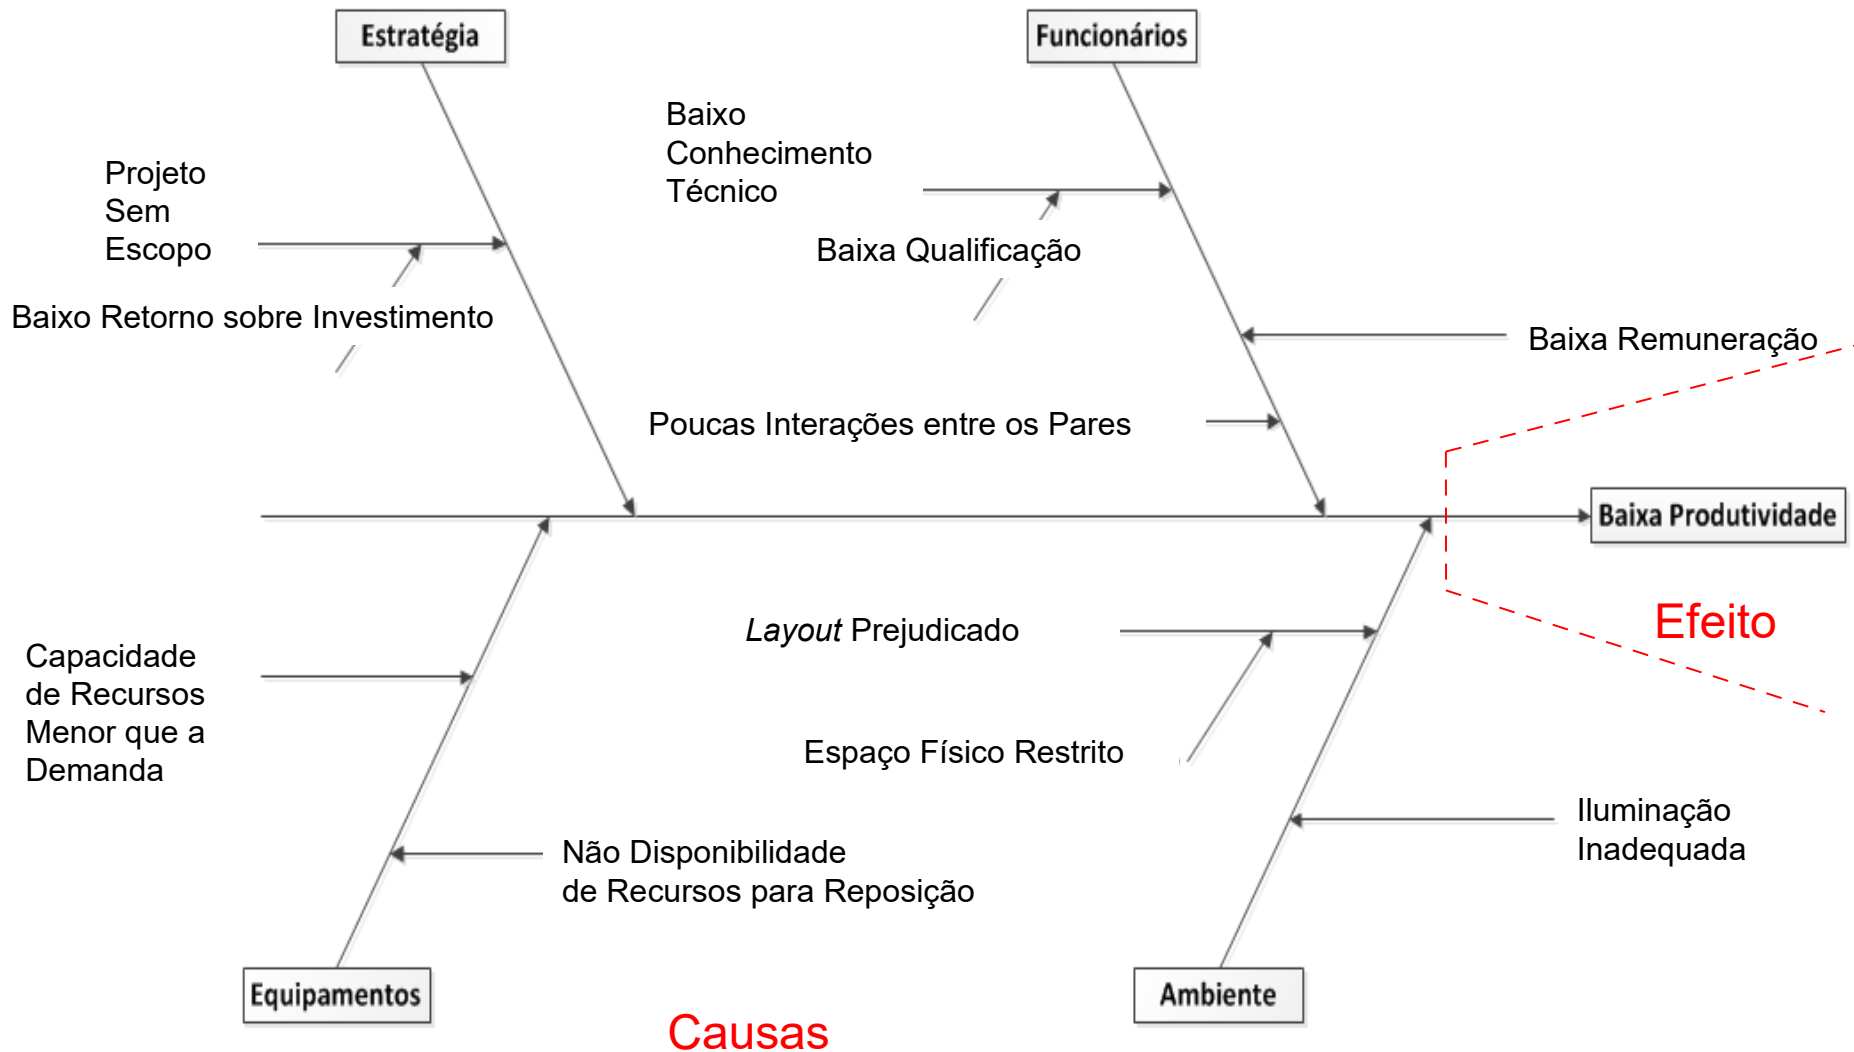 Estratégia
Funcionários
Baixo
Conhecimento
Técnico
Projeto
Sem
Escopo
Baixa Qualificação
Baixo Retorno sobre Investimento
Baixa Remuneração
Poucas Interações entre os Pares
Baixa Produtividade
Efeito
Layout Prejudicado
Capacidade
de Recursos
Menor que a
Demanda
Espaço Físico Restrito
Iluminação
Inadequada
Não Disponibilidade
de Recursos para Reposição
Equipamentos
Ambiente
Causas